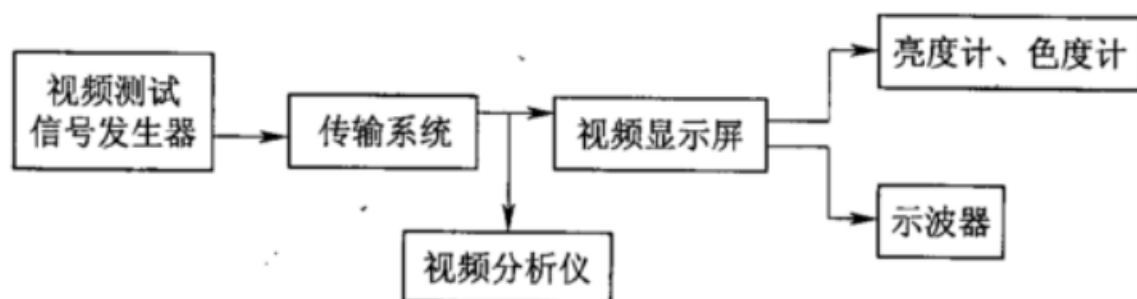 视频测试
信号发生器
传输系统
视频显示屏
亮度计、色度计
示波器
视频分析仪